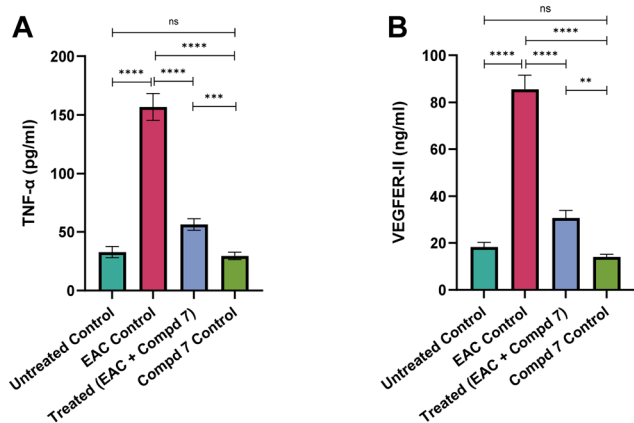 A
ns
****
**** ****
***
TNF-α (pg/ml)
200
150
100
50
0
Untreated Control
EAC Control
Treated (EAC + Compd 7)
Compd 7 Control
B
ns
****
**** ****
**
VEGFER-II (ng/ml)
100
80
60
40
20
0
Untreated Control
EAC Control
Treated (EAC + Compd 7)
Compd 7 Control